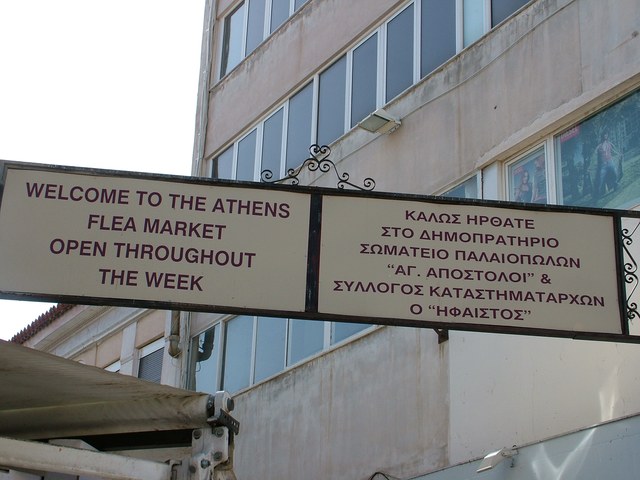 WELCOME TO THE ATHENS
FLEA MARKET
OPEN THROUGHOUT
THE WEEK
ΚΑΛΩΣ ΗΡΘΑΤΕ
ΣΤΟ ΔΗΜΟΠΡΑΤΗΡΙΟ
ΣΩΜΑΤΕΙΟ ΠΑΛΑΙΟΠΩΛΩΝ
“ΑΓ. ΑΠΟΣΤΟΛΟΙ” &
ΣΥΛΛΟΓΟΣ ΚΑΤΑΣΤΗΜΑΤΑΡΧΩΝ
Ο “ΗΦΑΙΣΤΟΣ”